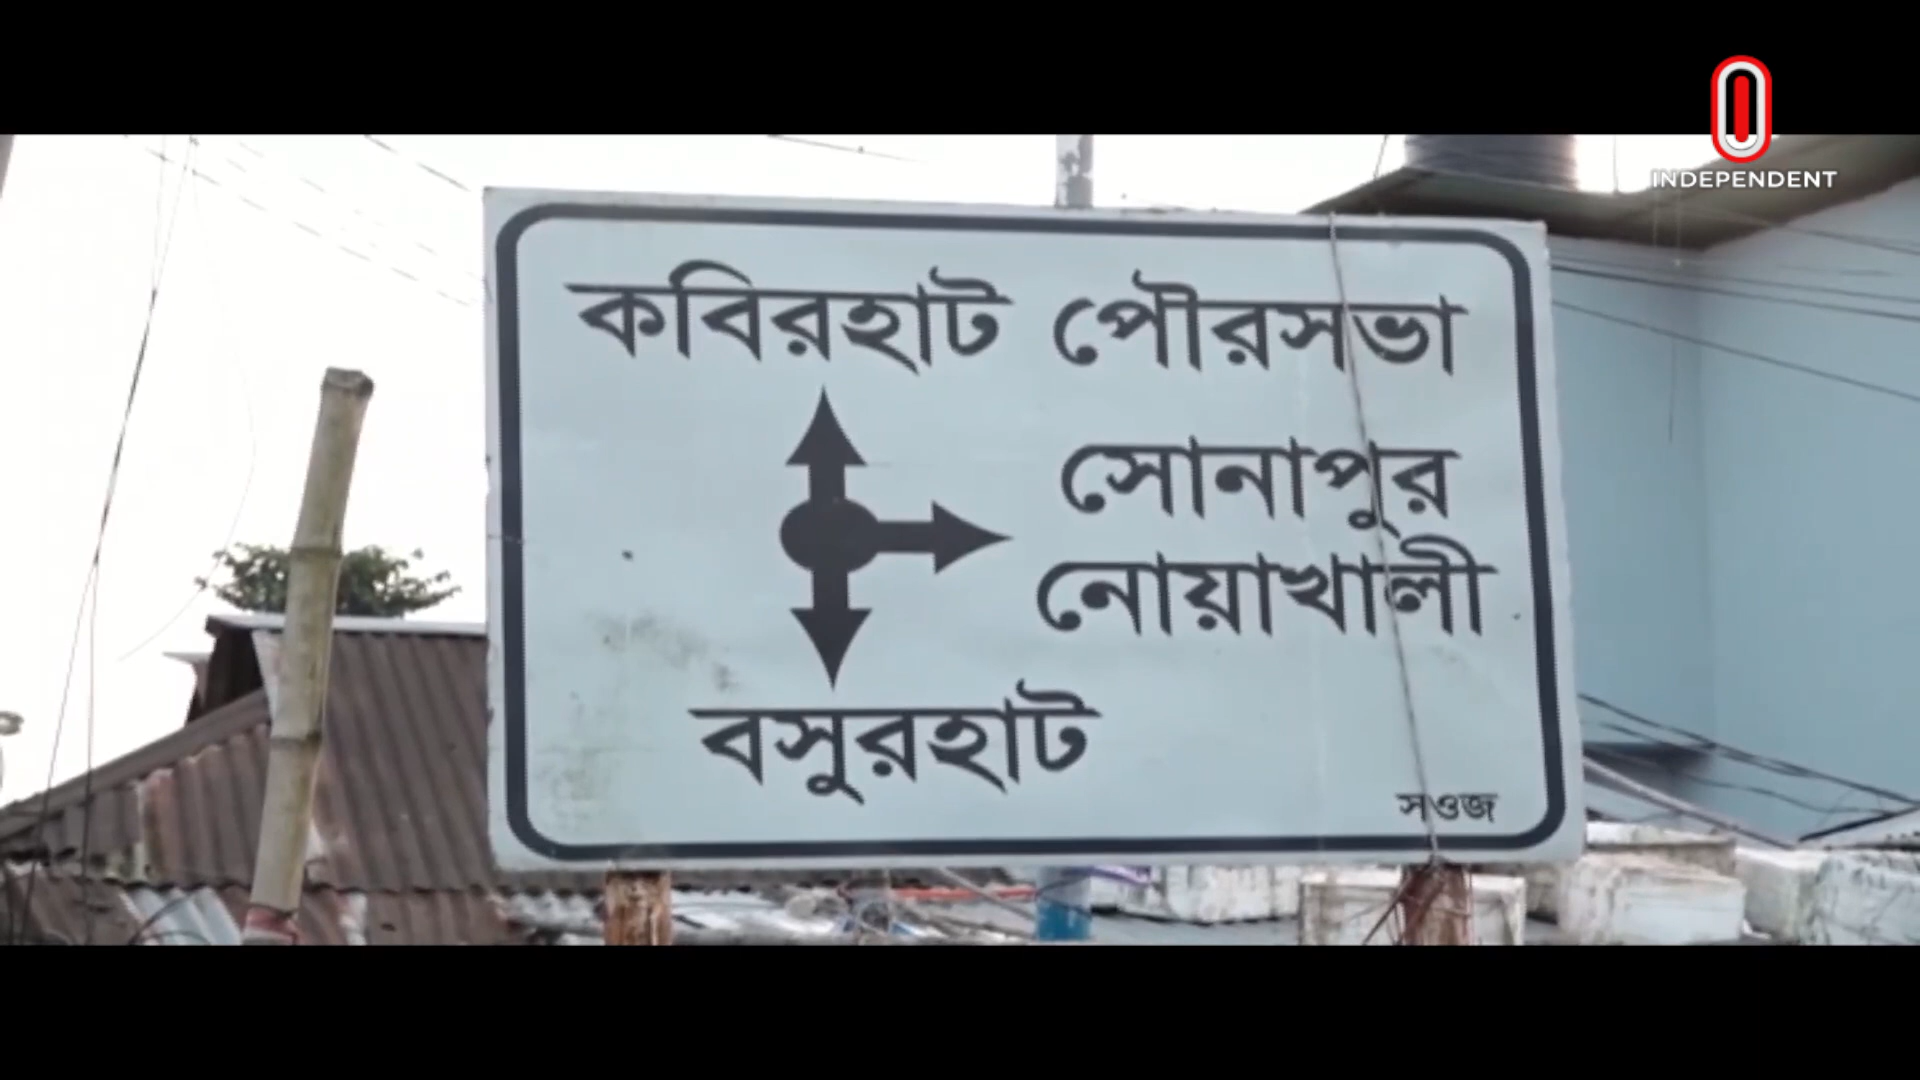 INDEPENDENT
কবিরহাট পৌরসভা
সোনাপুর
নোয়াখালী
বসুরহাট
সওজ